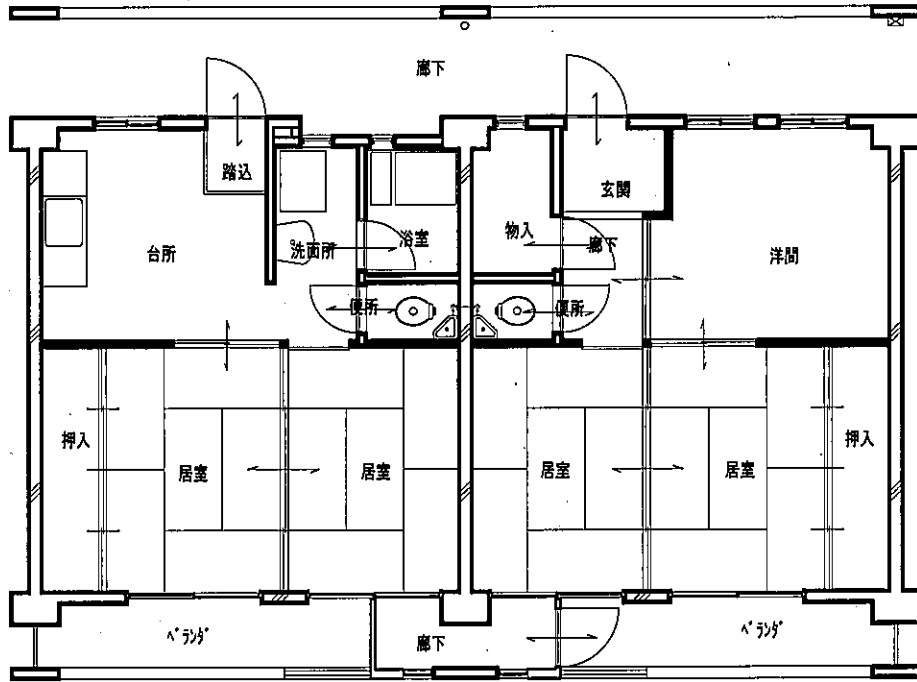 廊下
踏込
玄関
台所
洗面所
浴室
物入
廊下
洋間
便所
便所
押入
居室
居室
居室
居室
押入
ベランダ
廊下
ベランダ